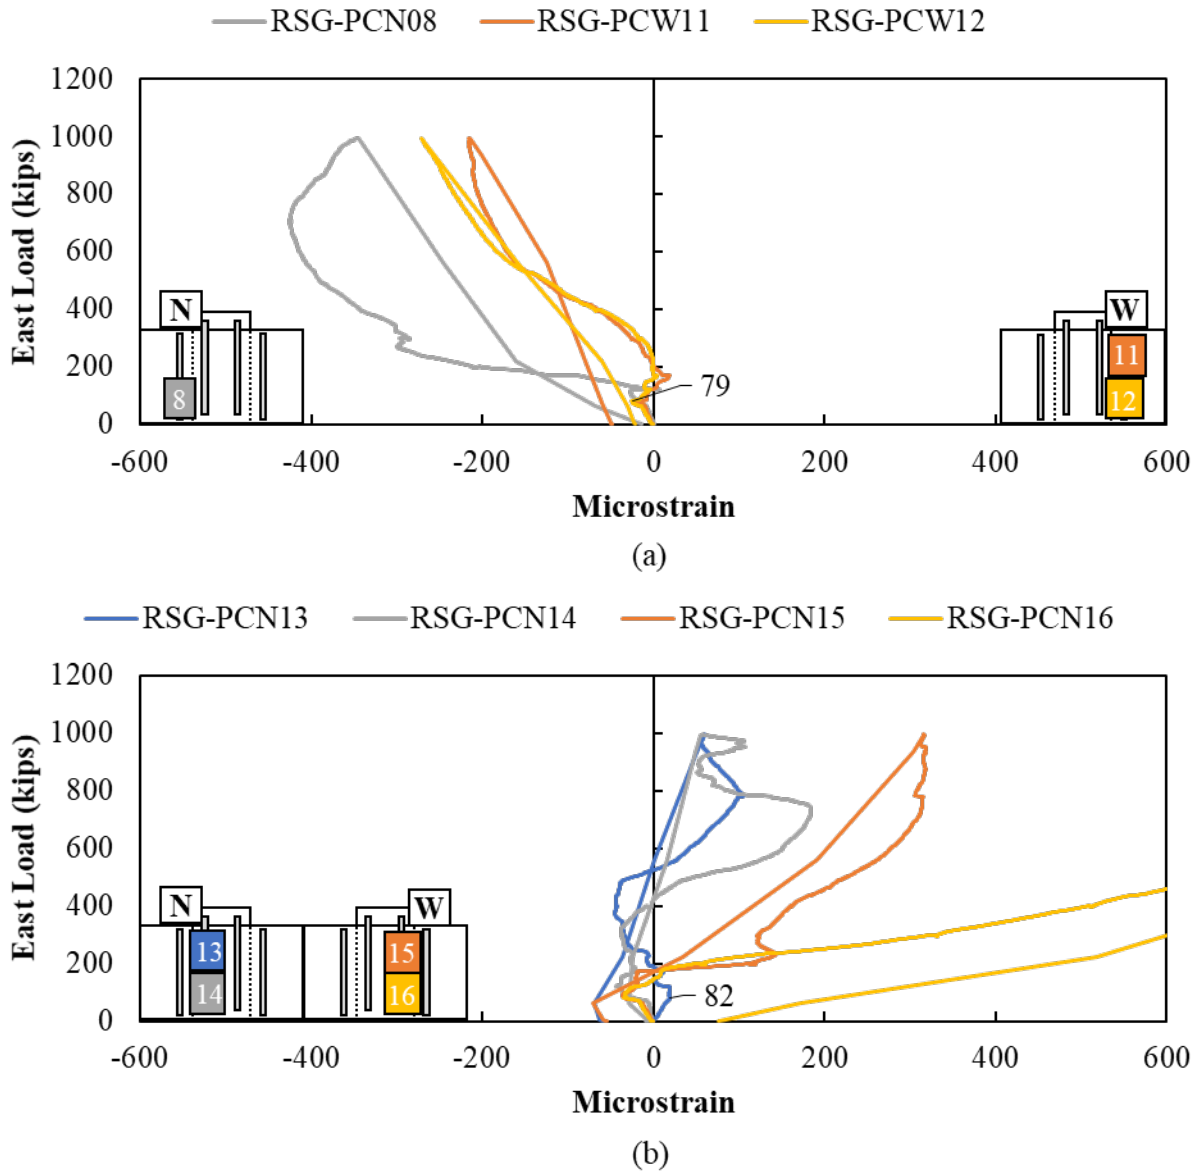 RSG-PCN08 RSG-PCW11 RSG-PCW12
1200
1000
800
600
400
200
0
East Load (kips)
N
8
W
11
12
79
-600 -400 -200 0 200 400 600
Microstrain
(a)
RSG-PCN13 RSG-PCN14 RSG-PCN15 RSG-PCN16
1200
1000
800
600
400
200
0
East Load (kips)
N
13
14
W
15
16
82
-600 -400 -200 0 200 400 600
Microstrain
(b)